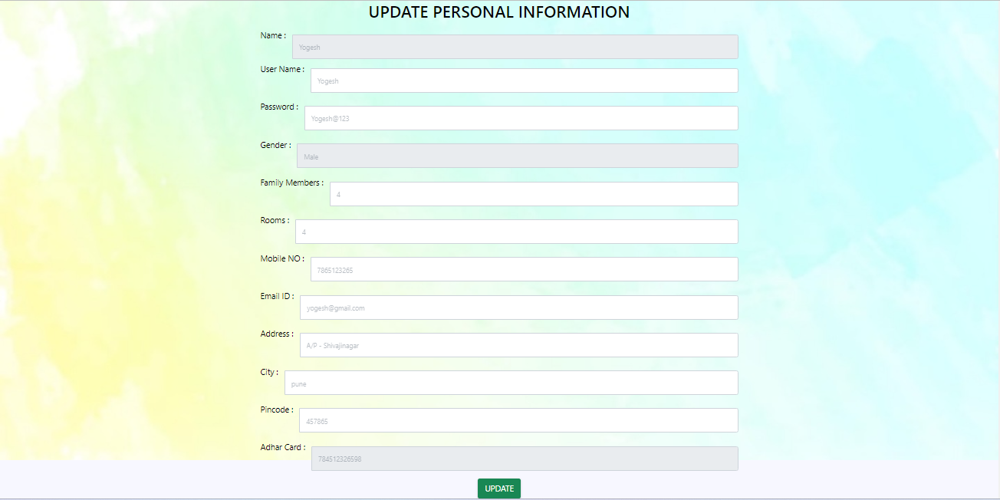 UPDATE PERSONAL INFORMATION
Name :
Yogesh
User Name :
Yogesh
Password :
Yogesh@123
Gender :
Male
Family Members :
4
Rooms :
4
Mobile NO :
7865123265
Email ID :
yogesh@gmail.com
Address :
A/P - Shivajinagar
City :
pune
Pincode :
457865
Adhar Card :
784512326598
UPDATE